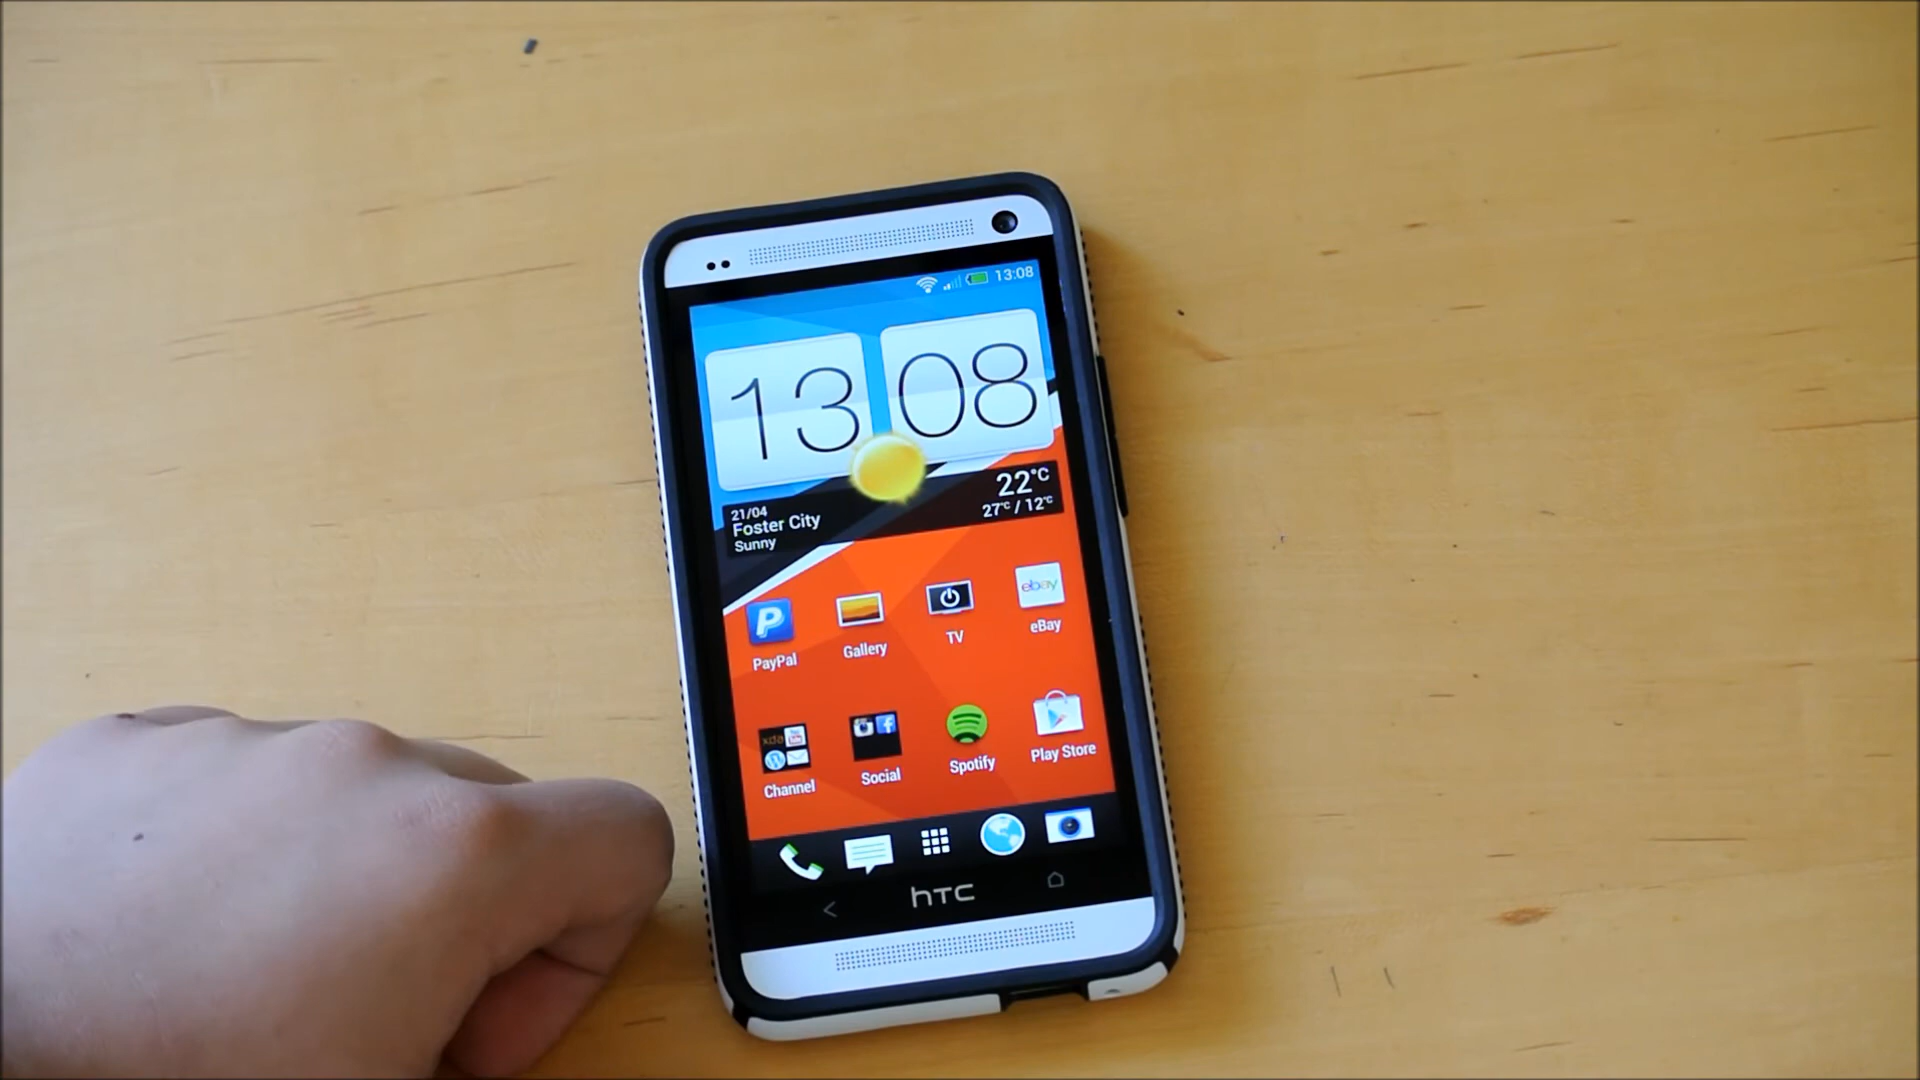 13:08
13 08
21/04
Foster City
Sunny
22°C
27°C / 12°C
PayPal
Gallery
TV
ebay
eBay
xda
Channel
Social
Spotify
Play Store
hTC